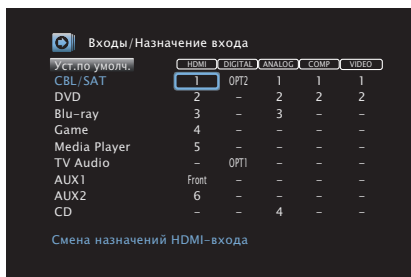 Входы/Назначение входа
Уст.по умолч. HDMI DIGITAL ANALOG COMP VIDEO
CBL/SAT 1 OPT2 1 1 1
DVD 2 – 2 2 2
Blu-ray 3 – 3 – –
Game 4 – – – –
Media Player 5 – – – –
TV Audio – OPT1 – – –
AUX1 Front – – – –
AUX2 6 – – – –
CD – – 4 – –
Смена назначений HDMI-входа